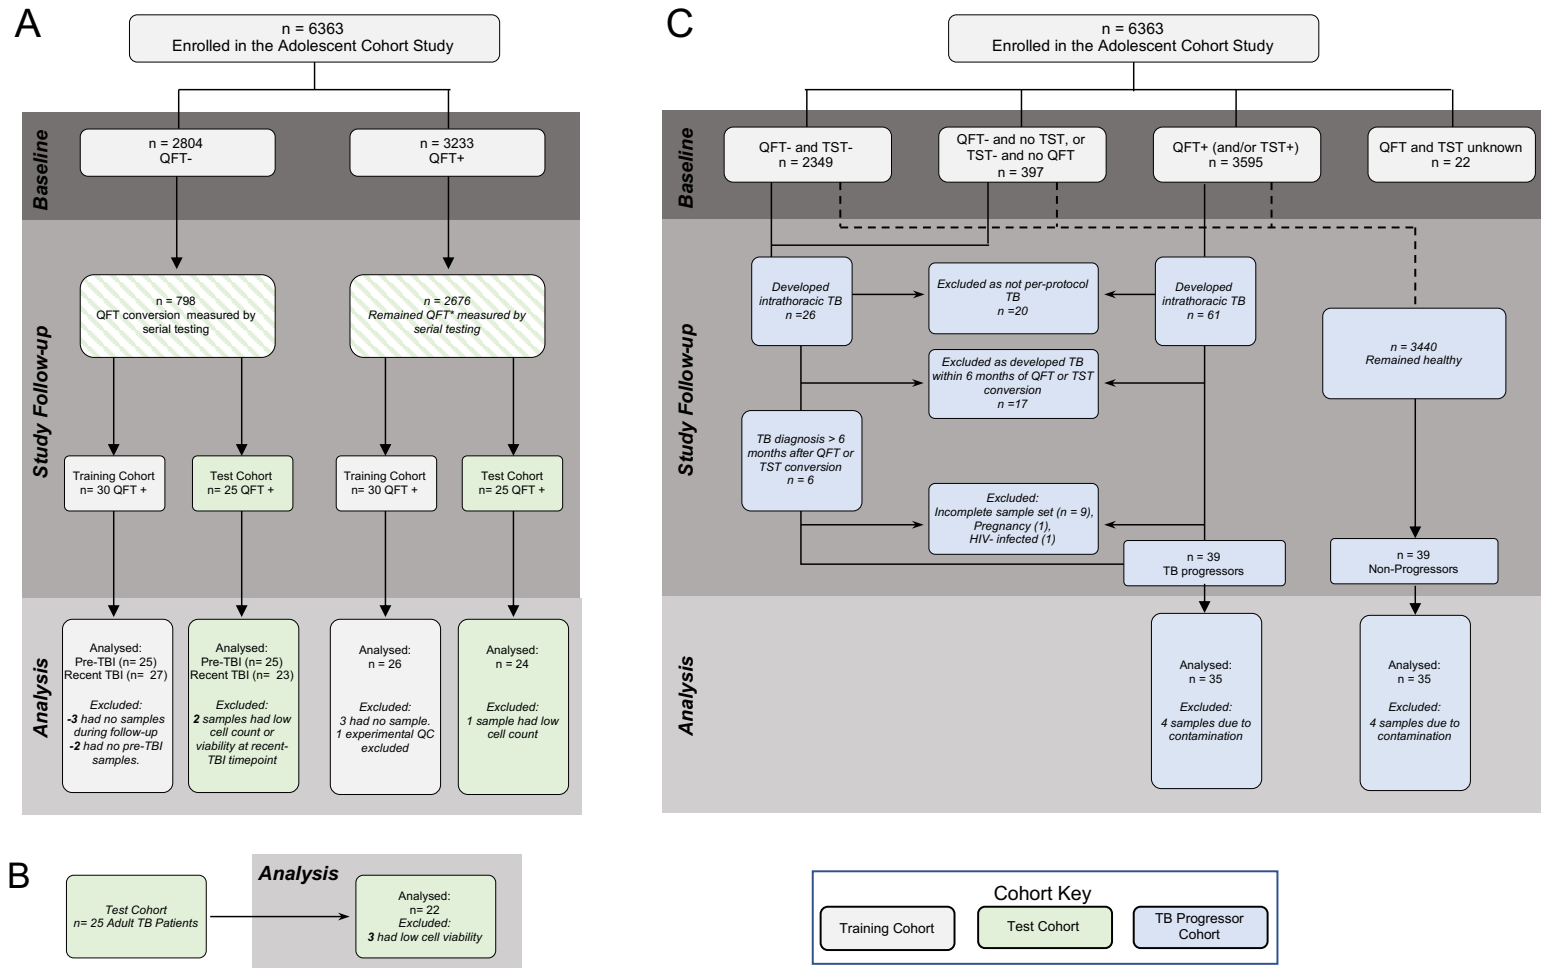 A
n = 6363
Enrolled in the Adolescent Cohort Study
Baseline
n = 2804
QFT-
n = 3233
QFT+
Study Follow-up
n = 798
QFT conversion measured by
serial testing
n = 2676
Remained QFT* measured by
serial testing
Training Cohort
n= 30 QFT +
Test Cohort
n= 25 QFT +
Training Cohort
n= 30 QFT +
Test Cohort
n= 25 QFT +
Analysis
Analysed:
Pre-TBI (n= 25)
Recent TBI (n= 27)
Excluded:
-3 had no samples
during follow-up
-2 had no pre-TBI
samples.
Analysed:
Pre-TBI (n= 25)
Recent TBI (n= 23)
Excluded:
2 samples had low
cell count or
viability at recent-
TBI timepoint
Analysed:
n = 26
Excluded:
3 had no sample.
1 experimental QC
excluded
Analysed:
n = 24
Excluded:
1 sample had low
cell count
B
Test Cohort
n= 25 Adult TB Patients
Analysis
Analysed:
n= 22
Excluded:
3 had low cell viability
C
n = 6363
Enrolled in the Adolescent Cohort Study
Baseline
QFT- and TST-
n = 2349
QFT- and no TST, or
TST- and no QFT
n = 397
QFT+ (and/or TST+)
n = 3595
QFT and TST unknown
n = 22
Study Follow-up
Developed
intrathoracic TB
n =26
Excluded as not per-protocol
TB
n =20
Developed
intrathoracic TB
n = 61
n = 3440
Remained healthy
Excluded as developed TB
within 6 months of QFT or TST
conversion
n =17
TB diagnosis > 6
months after QFT or
TST conversion
n = 6
Excluded:
Incomplete sample set (n = 9),
Pregnancy (1),
HIV- infected (1)
n = 39
TB progressors
n = 39
Non-Progressors
Analysis
Analysed:
n = 35
Excluded:
4 samples due to
contamination
Analysed:
n = 35
Excluded:
4 samples due to
contamination
Cohort Key
Training Cohort
Test Cohort
TB Progressor
Cohort